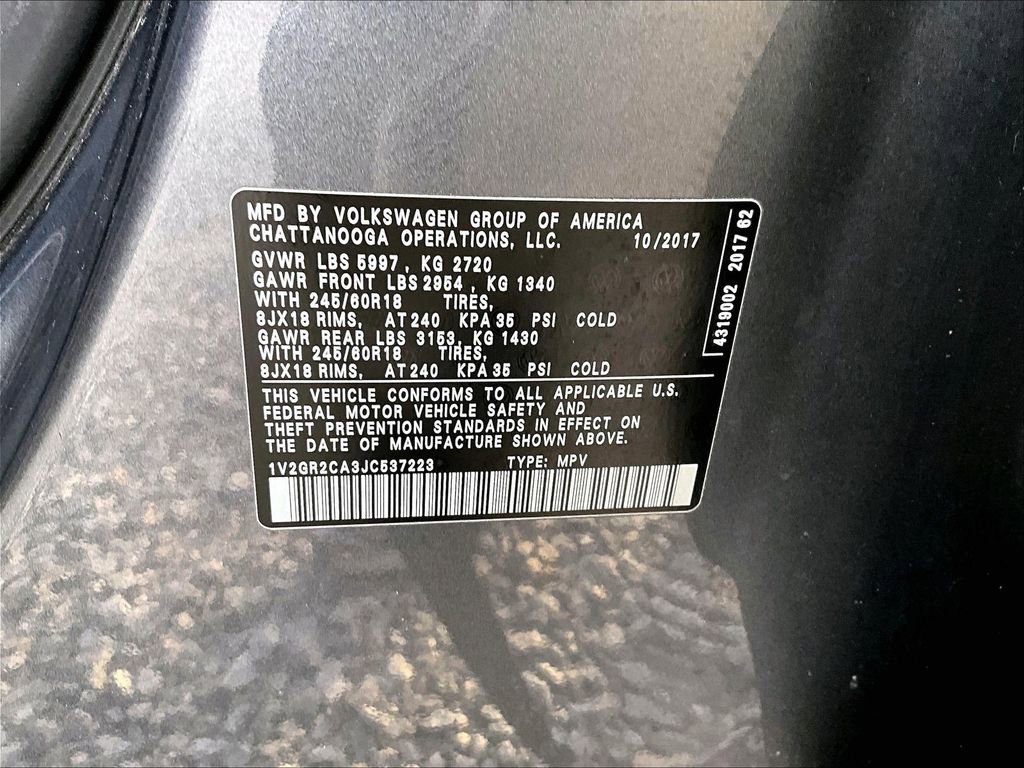 MFD BY VOLKSWAGEN GROUP OF AMERICA
CHATTANOOGA OPERATIONS, LLC. 10/2017
GVWR LBS 5997, KG 2720
GAWR FRONT LBS 2954, KG 1340
WITH 245/60R18 TIRES,
8JX18 RIMS, AT 240 KPA 35 PSI COLD
GAWR REAR LBS 3153, KG 1430
WITH 245/60R18 TIRES,
8JX18 RIMS, AT 240 KPA 35 PSI COLD
THIS VEHICLE CONFORMS TO ALL APPLICABLE U.S.
FEDERAL MOTOR VEHICLE SAFETY AND
THEFT PREVENTION STANDARDS IN EFFECT ON
THE DATE OF MANUFACTURE SHOWN ABOVE.
1V2GR2CA3JC537223 TYPE: MPV
4319002 2017 62